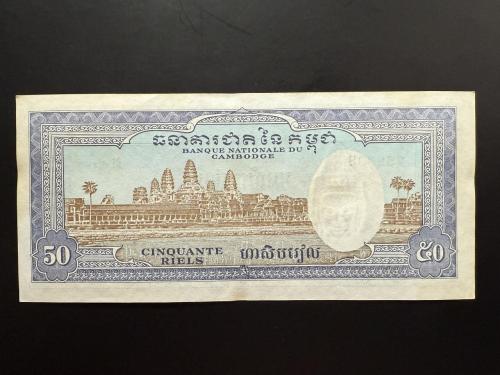 ធនាគារជាតិនៃកម្ពុជា
BANQUE NATIONALE DU
CAMBODGE
50
CINQUANTE
RIELS
ហាសិបរៀល
៥០